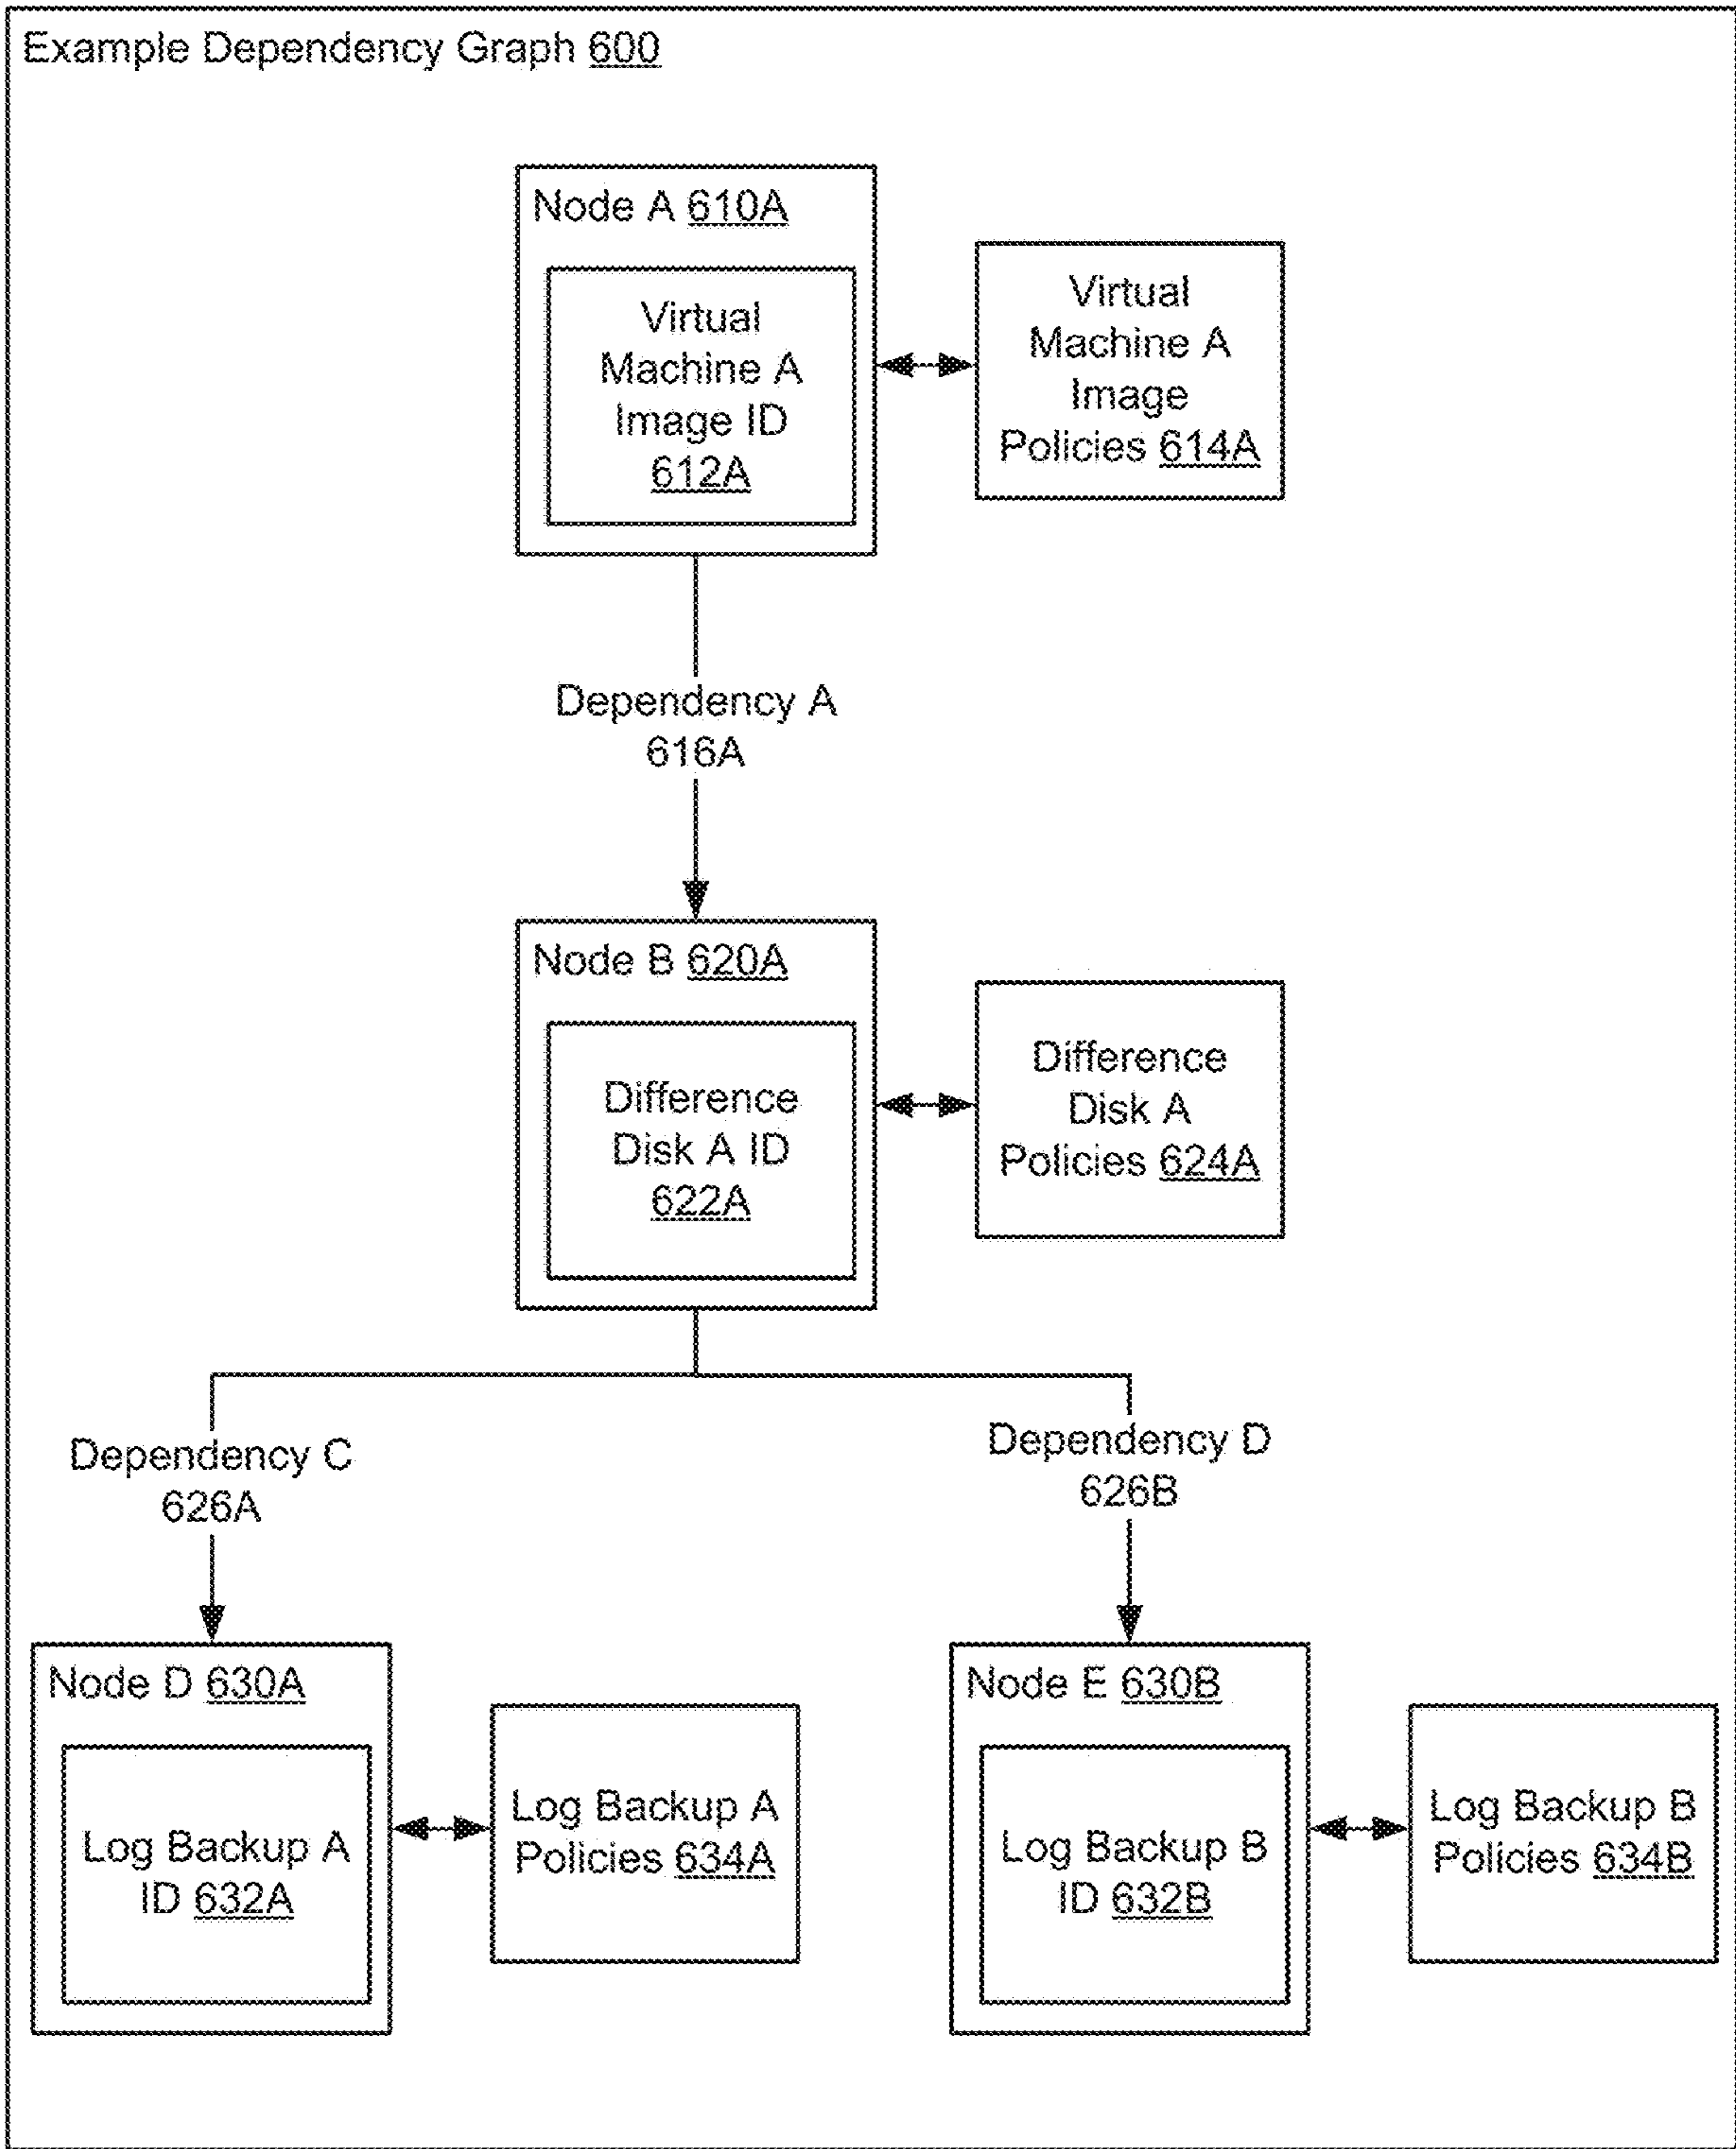 Example Dependency Graph 600
Node A 610A
Virtual
Machine A
Image ID
612A
Virtual
Machine A
Image
Policies 614A
Dependency A
616A
Node B 620A
Difference
Disk A ID
622A
Difference
Disk A
Policies 624A
Dependency C
626A
Dependency D
626B
Node D 630A
Log Backup A
ID 632A
Log Backup A
Policies 634A
Node E 630B
Log Backup B
ID 632B
Log Backup B
Policies 634B